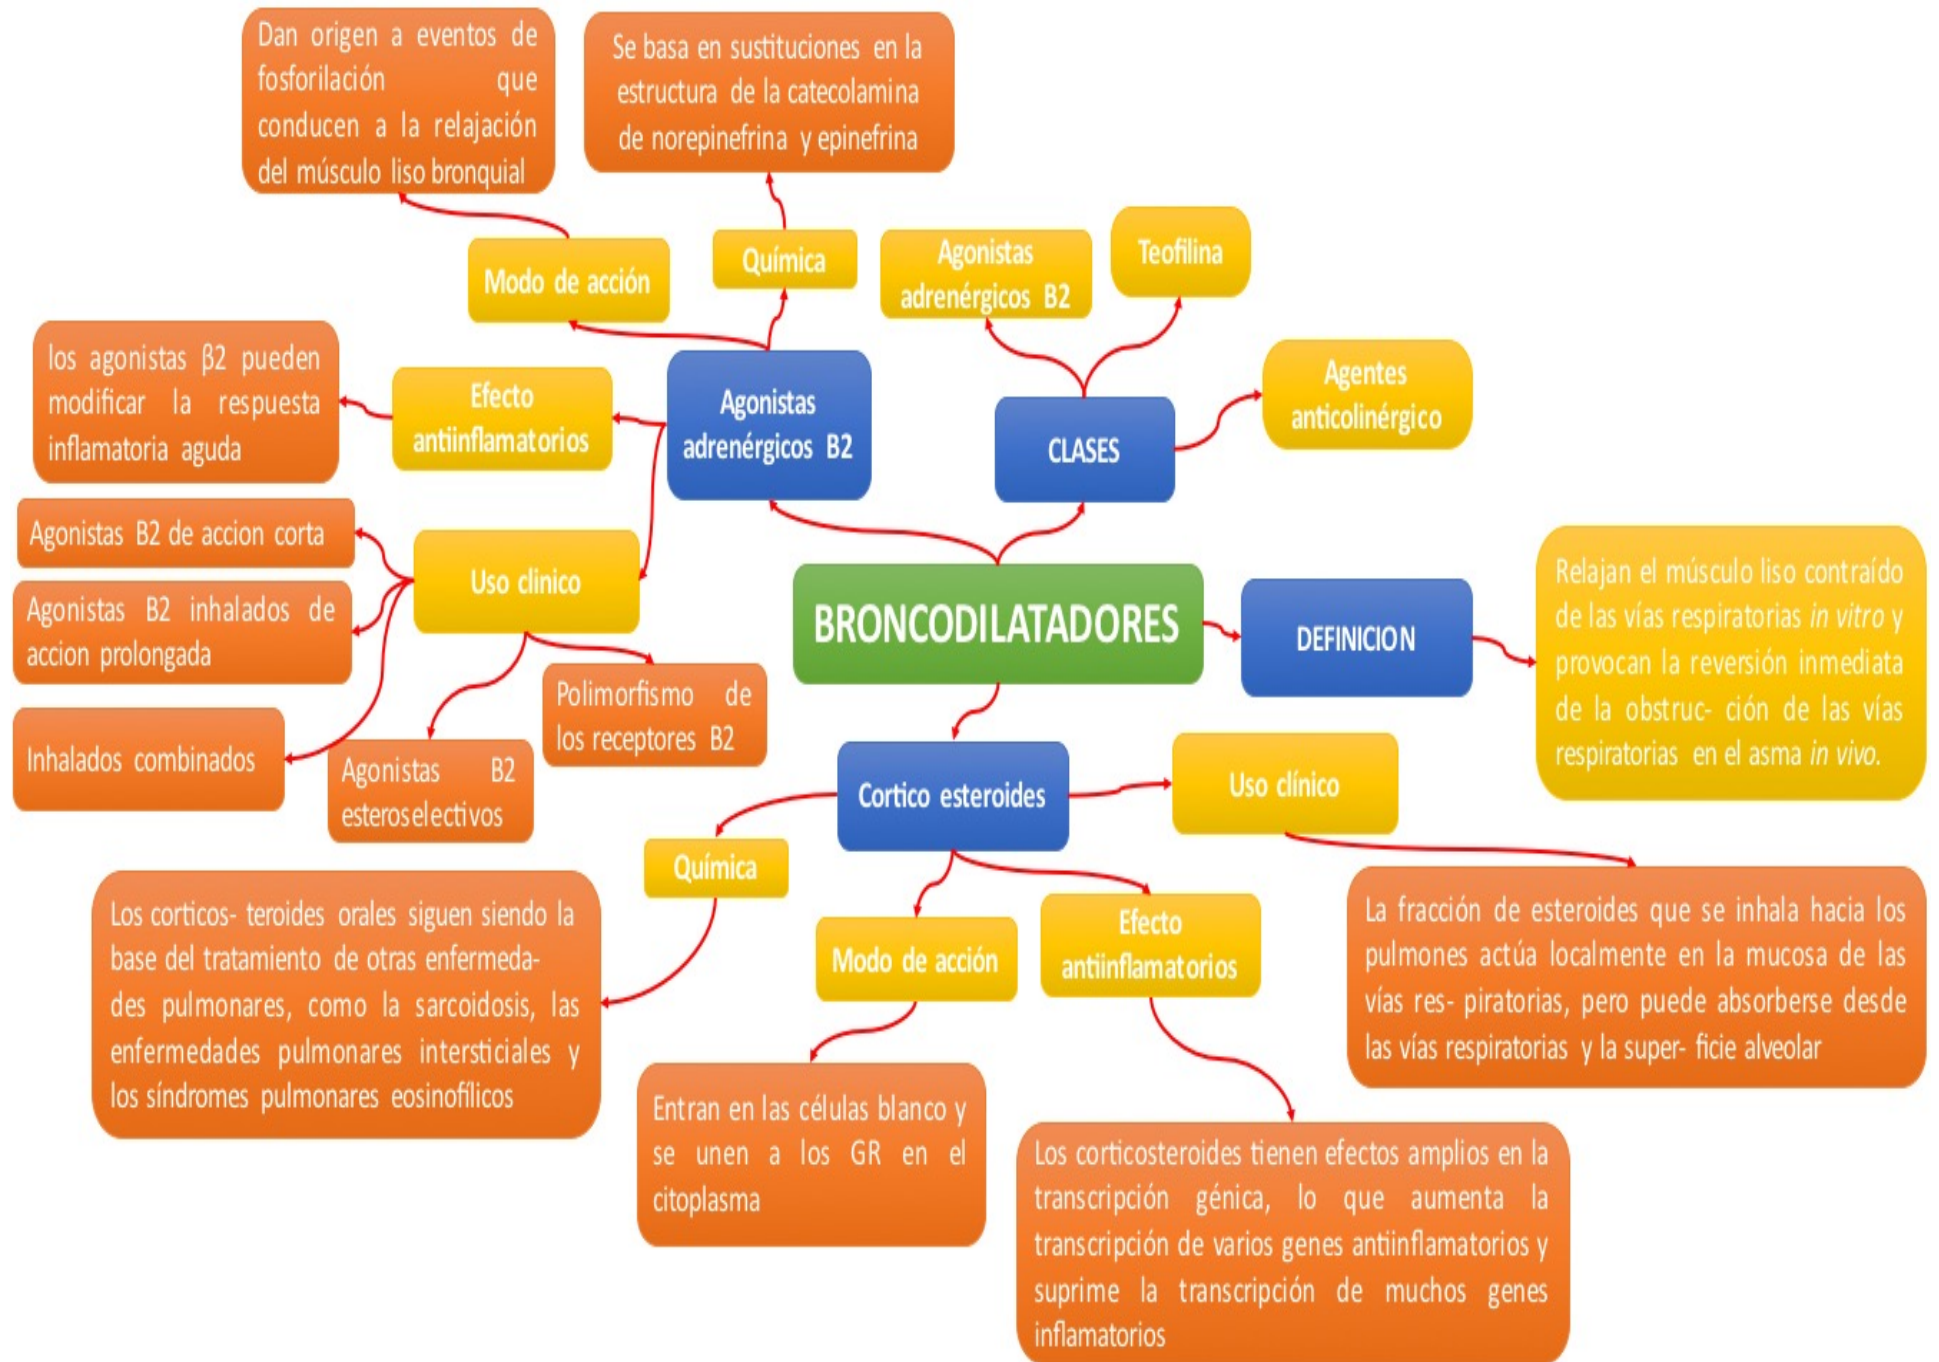 Dan origen a eventos de
fosforilación que
conducen a la relajación
del músculo liso bronquial
Se basa en sustituciones en la
estructura de la catecolamina
de norepinefrina y epinefrina
Modo de acción
Química
Agonistas
adrenérgicos B2
Teofilina
los agonistas β2 pueden
modificar la respuesta
inflamatoria aguda
Efecto
antiinflamatorios
Agonistas
adrenérgicos B2
CLASES
Agentes
anticolinérgico
Agonistas B2 de accion corta
Agonistas B2 inhalados de
accion prolongada
Inhalados combinados
Uso clinico
Agonistas B2
esteroselectivos
Polimorfismo de
los receptores B2
BRONCODILATADORES
DEFINICION
Relajan el músculo liso contraído
de las vías respiratorias in vitro y
provocan la reversión inmediata
de la obstruc- ción de las vías
respiratorias en el asma in vivo.
Cortico esteroides
Uso clínico
Química
Los corticos- teroides orales siguen siendo la
base del tratamiento de otras enfermeda-
des pulmonares, como la sarcoidosis, las
enfermedades pulmonares intersticiales y
los síndromes pulmonares eosinofílicos
Modo de acción
Efecto
antiinflamatorios
La fracción de esteroides que se inhala hacia los
pulmones actúa localmente en la mucosa de las
vías res- piratorias, pero puede absorberse desde
las vías respiratorias y la super- ficie alveolar
Entran en las células blanco y
se unen a los GR en el
citoplasma
Los corticosteroides tienen efectos amplios en la
transcripción génica, lo que aumenta la
transcripción de varios genes antiinflamatorios y
suprime la transcripción de muchos genes
inflamatorios